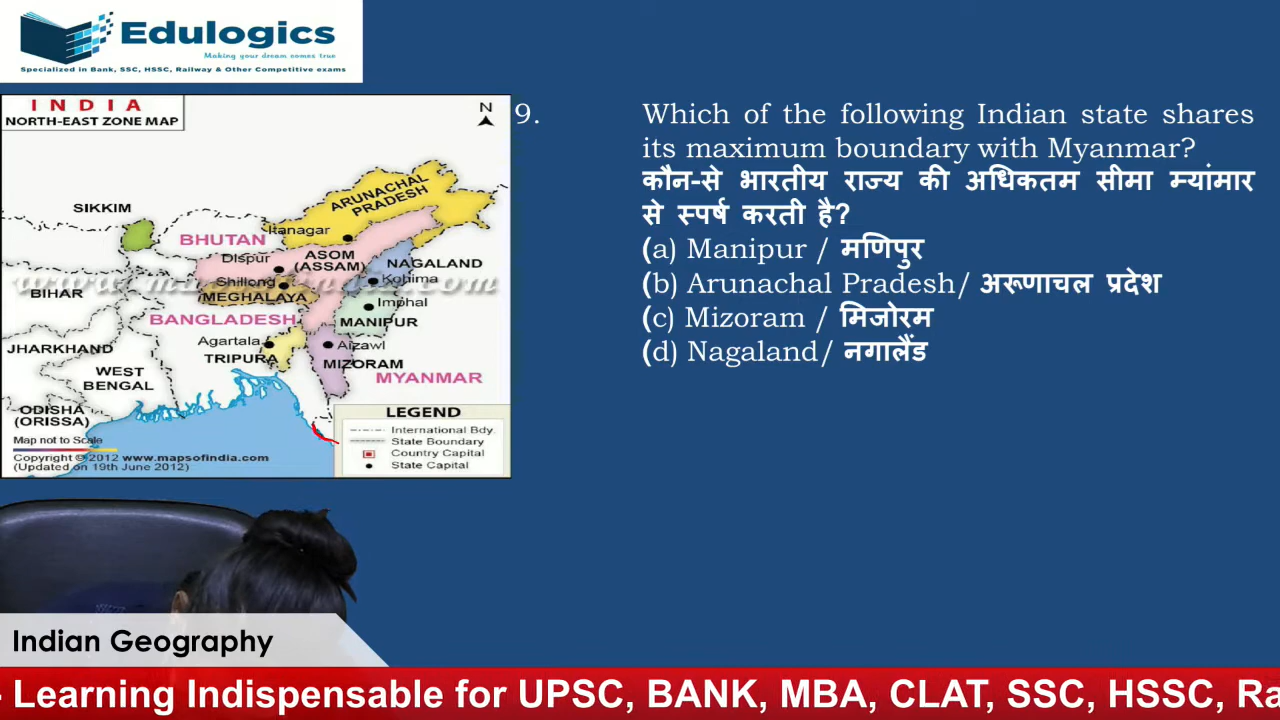 Edulogics
Making your dream comes true
Specialized in Bank, SSC, HSSC, Railway & Other Competitive exams
INDIA
NORTH-EAST ZONE MAP
N
SIKKIM
ARUNACHAL
PRADESH
Itanagar
BHUTAN
Dispur
ASOM
(ASSAM)
NAGALAND
Shillong
Kohima
BIHAR
MEGHALAYA
Imphal
BANGLADESH
MANIPUR
JHARKHAND
Agartala
Aizawl
TRIPURA
MIZORAM
WEST
BENGAL
MYANMAR
ODISHA
(ORISSA)
LEGEND
International Bdy.
State Boundary
Country Capital
State Capital
Map not to Scale
Copyright © 2012 www.mapsofindia.com
(Updated on 19th June 2012)
9. Which of the following Indian state shares
its maximum boundary with Myanmar?
कौन-से भारतीय राज्य की अधिकतम सीमा म्यांमार
से स्पर्ष करती है?
(a) Manipur / मणिपुर
(b) Arunachal Pradesh/ अरूणाचल प्रदेश
(c) Mizoram / मिजोरम
(d) Nagaland/ नगालैंड
Indian Geography
- Learning Indispensable for UPSC, BANK, MBA, CLAT, SSC, HSSC, Ra